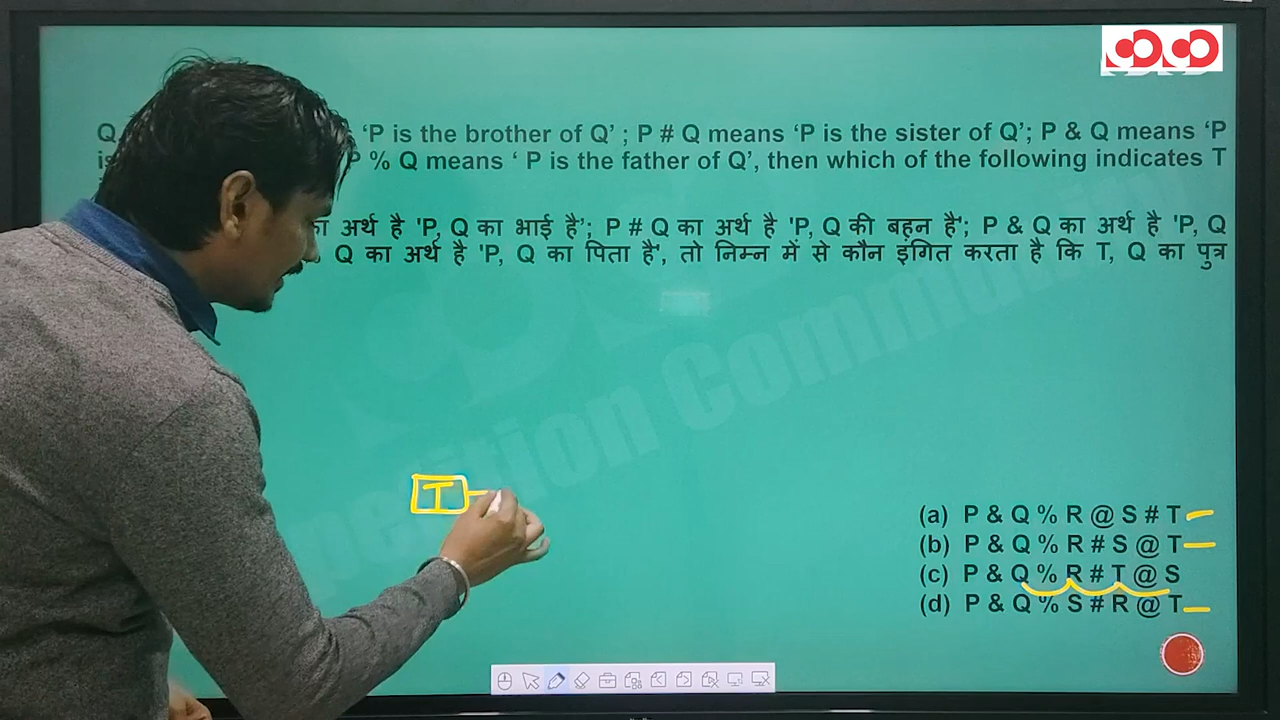 Q ‘P is the brother of Q’ ; P # Q means ‘P is the sister of Q’; P & Q means ‘P
P % Q means ‘ P is the father of Q’, then which of the following indicates T
अर्थ है 'P, Q का भाई है’; P # Q का अर्थ है 'P, Q की बहन है'; P & Q का अर्थ है 'P, Q
Q का अर्थ है 'P, Q का पिता है', तो निम्न में से कौन इंगित करता है कि T, Q का पुत्र
T
(a) P & Q % R @ S # T
(b) P & Q % R # S @ T
(c) P & Q % R # T @ S
(d) P & Q % S # R @ T
Community